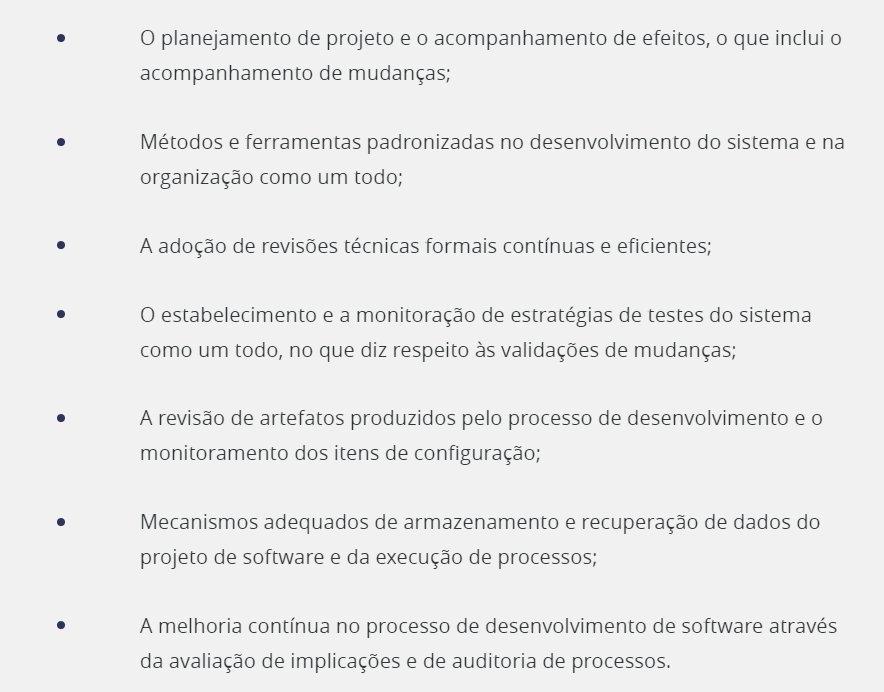 O planejamento de projeto e o acompanhamento de efeitos, o que inclui o
acompanhamento de mudanças;
Métodos e ferramentas padronizadas no desenvolvimento do sistema e na
organização como um todo;
A adoção de revisões técnicas formais contínuas e eficientes;
O estabelecimento e a monitoração de estratégias de testes do sistema
como um todo, no que diz respeito às validações de mudanças;
A revisão de artefatos produzidos pelo processo de desenvolvimento e o
monitoramento dos itens de configuração;
Mecanismos adequados de armazenamento e recuperação de dados do
projeto de software e da execução de processos;
A melhoria contínua no processo de desenvolvimento de software através
da avaliação de implicações e de auditoria de processos.